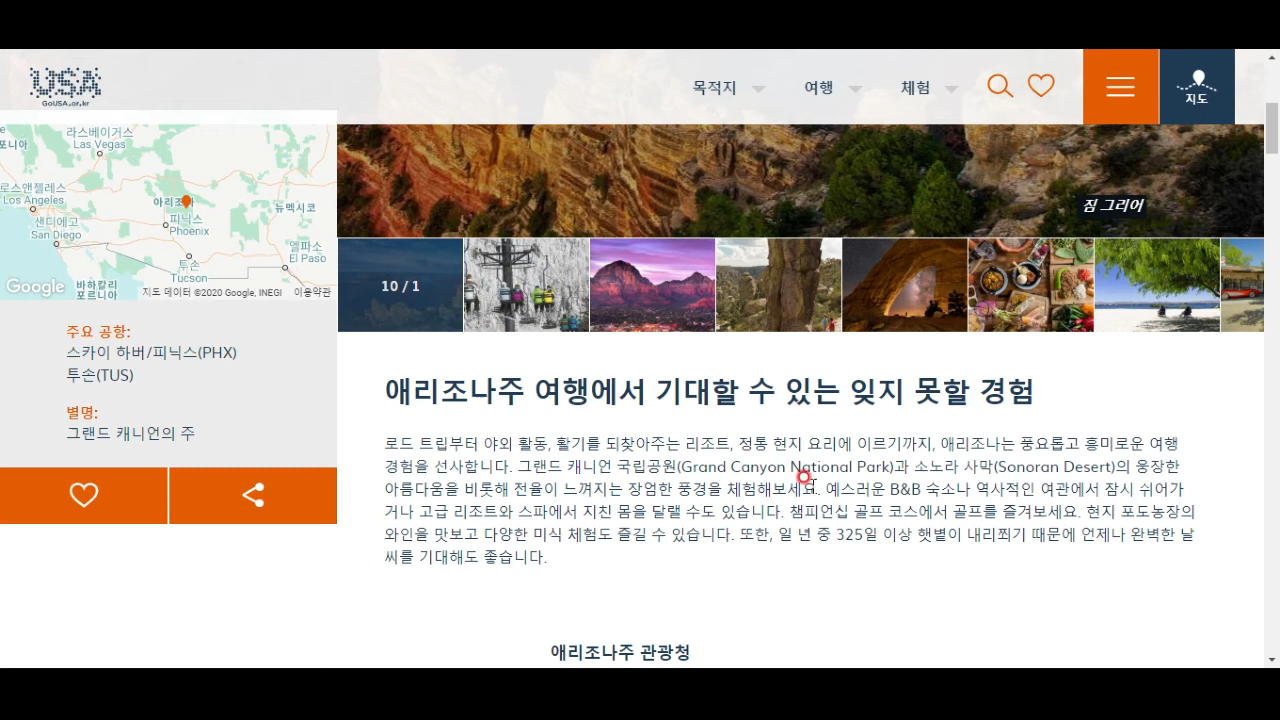 USA
GoUSA.or.kr
목적지
여행
체험
지도
라스베이거스
Las Vegas
포니아
로스앤젤레스
Los Angeles
아리조나
뉴멕시코
샌디에고
San Diego
피닉스
Phoenix
엘파소
El Paso
투손
Tucson
바하칼리
포르니아
Google
지도 데이터 ©2020 Google, INEGI 이용약관
짐 그리어
10 / 1
주요 공항:
스카이 하버/피닉스(PHX)
투손(TUS)
별명:
그랜드 캐니언의 주
애리조나주 여행에서 기대할 수 있는 잊지 못할 경험
로드 트립부터 야외 활동, 활기를 되찾아주는 리조트, 정통 현지 요리에 이르기까지, 애리조나는 풍요롭고 흥미로운 여행
경험을 선사합니다. 그랜드 캐니언 국립공원(Grand Canyon National Park)과 소노라 사막(Sonoran Desert)의 웅장한
아름다움을 비롯해 전율이 느껴지는 장엄한 풍경을 체험해보세요. 예스러운 B&B 숙소나 역사적인 여관에서 잠시 쉬어가
거나 고급 리조트와 스파에서 지친 몸을 달랠 수도 있습니다. 챔피언십 골프 코스에서 골프를 즐겨보세요. 현지 포도농장의
와인을 맛보고 다양한 미식 체험도 즐길 수 있습니다. 또한, 일 년 중 325일 이상 햇볕이 내리쬐기 때문에 언제나 완벽한 날
씨를 기대해도 좋습니다.
애리조나주 관광청